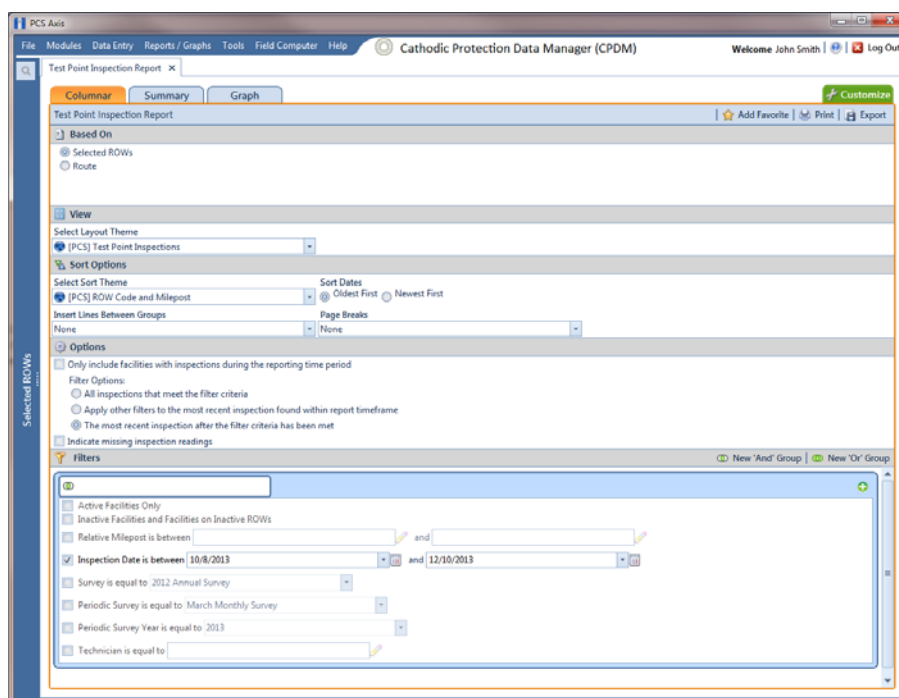 PCS Axis
File Modules Data Entry Reports / Graphs Tools Field Computer Help Cathodic Protection Data Manager (CPDM) Welcome John Smith | Log Out
Test Point Inspection Report
Columnar Summary Graph Customize
Test Point Inspection Report | Add Favorite | Print | Export
Based On
Selected ROWs
Route
View
Select Layout Theme
[PCS] Test Point Inspections
Sort Options
Select Sort Theme Sort Dates
[PCS] ROW Code and Milepost Oldest First Newest First
Insert Lines Between Groups Page Breaks
None None
Options
Only include facilities with inspections during the reporting time period
Filter Options:
All inspections that meet the filter criteria
Apply other filters to the most recent inspection found within report timeframe
The most recent inspection after the filter criteria has been met
Indicate missing inspection readings
Filters New 'And' Group | New 'Or' Group
Active Facilities Only
Inactive Facilities and Facilities on Inactive ROWs
Relative Milepost is between and
Inspection Date is between 10/8/2013 and 12/10/2013
Survey is equal to 2012 Annual Survey
Periodic Survey is equal to March Monthly Survey
Periodic Survey Year is equal to 2013
Technician is equal to
Selected ROWs